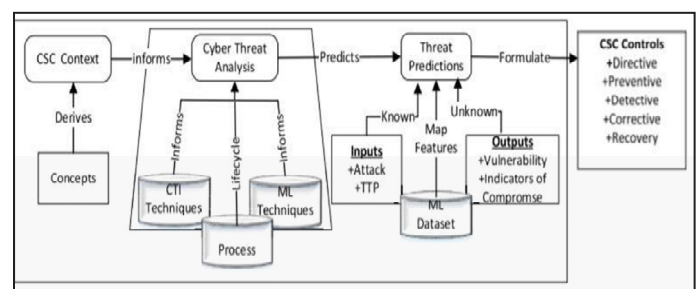 CSC Context
informs
Cyber Threat
Analysis
Predicts
Threat
Predictions
Formulate
CSC Controls
+Directive
+Preventive
+Detective
+Corrective
+Recovery
Derives
Concepts
Informs
Lifecycle
Informs
CTI
Techniques
ML
Techniques
Process
Known
Map
Features
Unknown
Inputs
+Attack
+TTP
ML
Dataset
Outputs
+Vulnerability
+Indicators of
Compromse